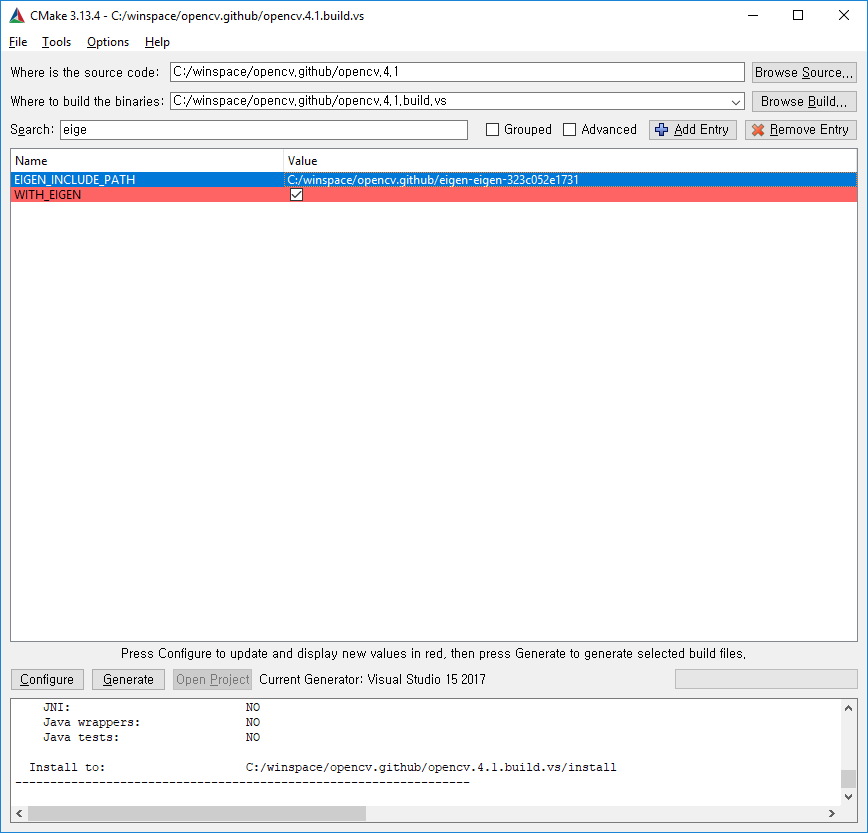 CMake 3.13.4 - C:/winspace/opencv.github/opencv.4.1.build.vs
File Tools Options Help
Where is the source code: C:/winspace/opencv.github/opencv.4.1 Browse Source...
Where to build the binaries: C:/winspace/opencv.github/opencv.4.1.build.vs Browse Build...
Search: eige Grouped Advanced Add Entry Remove Entry
Name Value
EIGEN_INCLUDE_PATH C:/winspace/opencv.github/eigen-eigen-323c052e1731
WITH_EIGEN
Press Configure to update and display new values in red, then press Generate to generate selected build files.
Configure Generate Open Project Current Generator: Visual Studio 15 2017
JNI: NO
Java wrappers: NO
Java tests: NO
Install to: C:/winspace/opencv.github/opencv.4.1.build.vs/install
-----------------------------------------------------------------